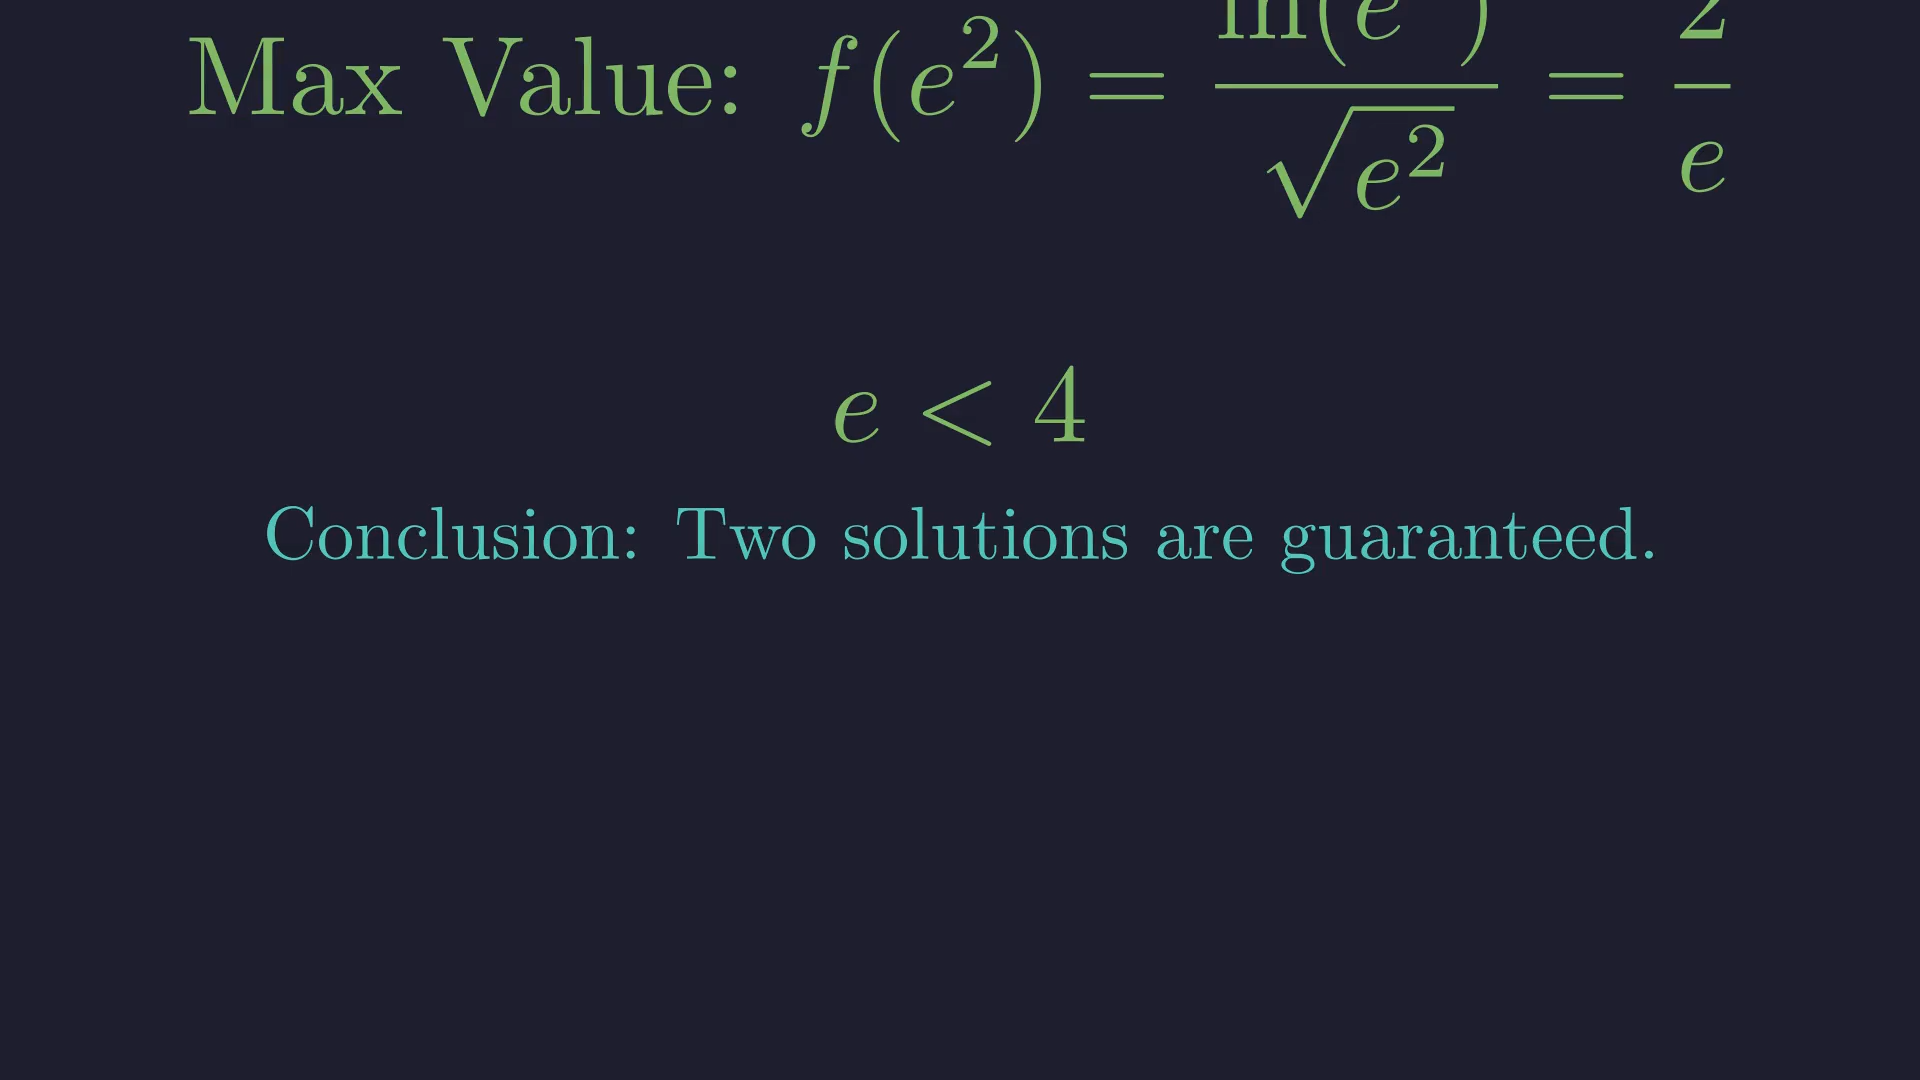 Max Value: f(e²) = ln(e²)/√e² = 2/e
e < 4
Conclusion: Two solutions are guaranteed.